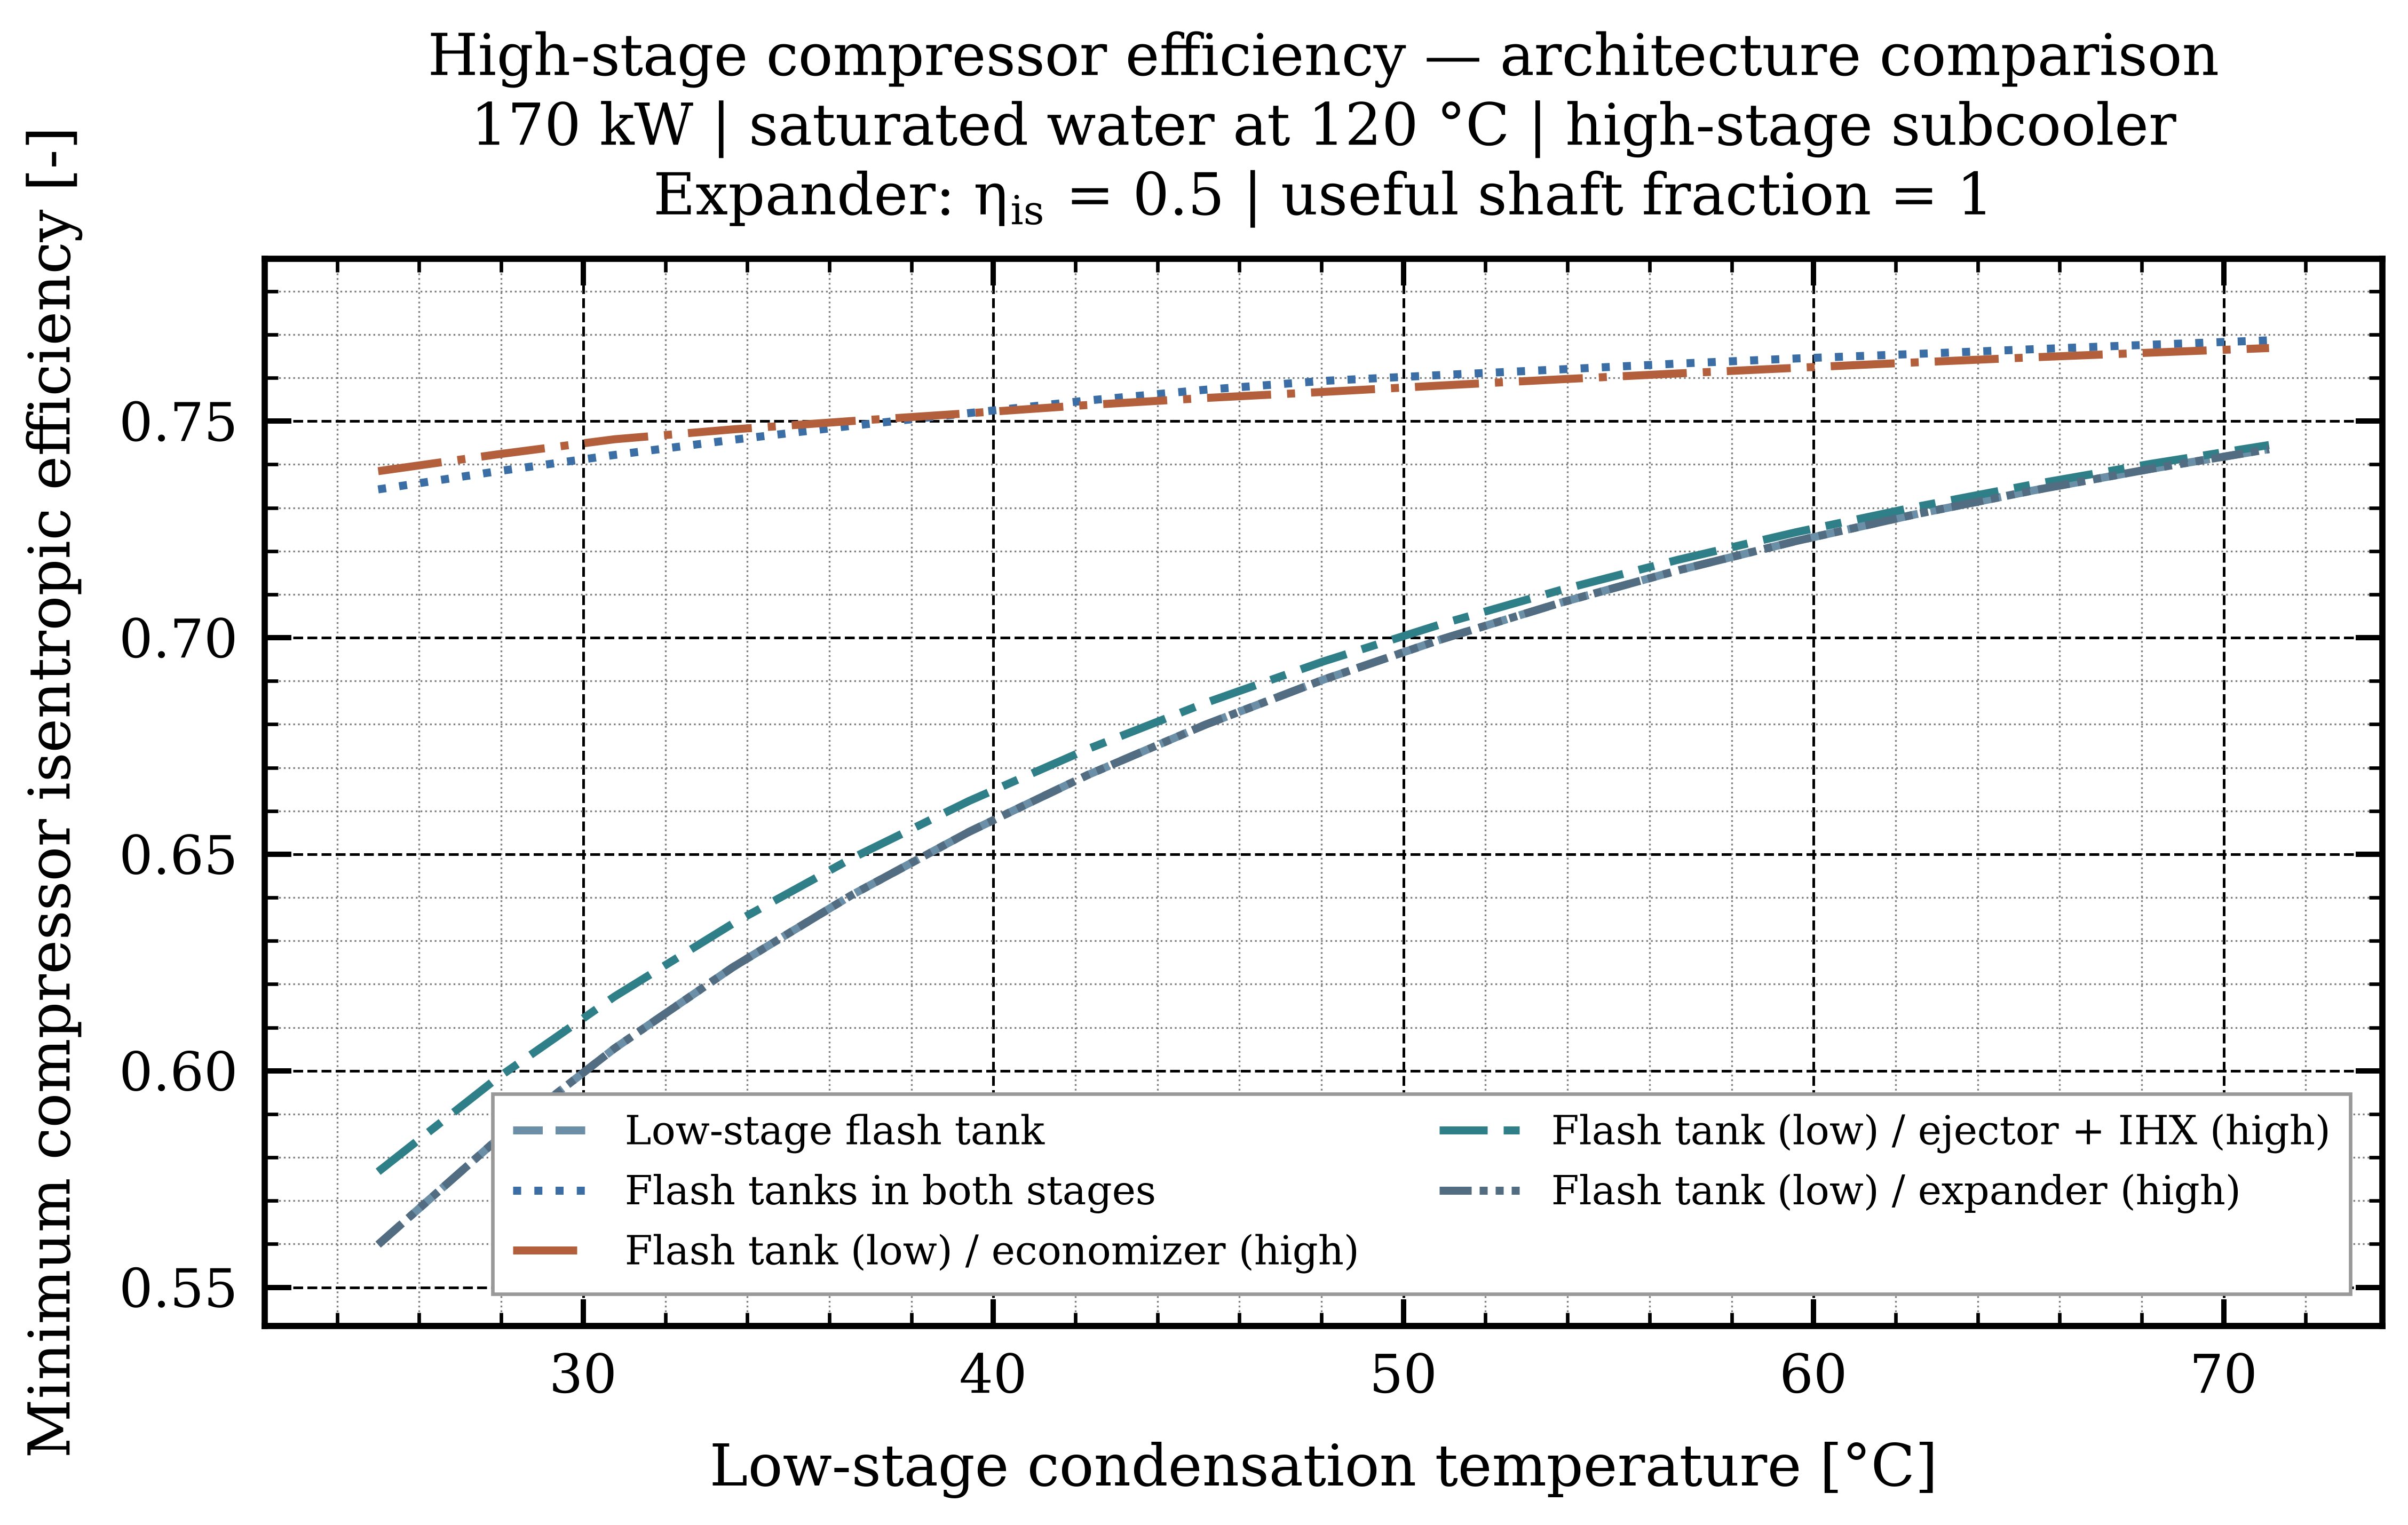 High-stage compressor efficiency — architecture comparison
170 kW | saturated water at 120 °C | high-stage subcooler
Expander: ηis = 0.5 | useful shaft fraction = 1
Minimum compressor isentropic efficiency [-]
0.75
0.70
0.65
0.60
0.55
Low-stage flash tank
Flash tanks in both stages
Flash tank (low) / economizer (high)
Flash tank (low) / ejector + IHX (high)
Flash tank (low) / expander (high)
30 40 50 60 70
Low-stage condensation temperature [°C]